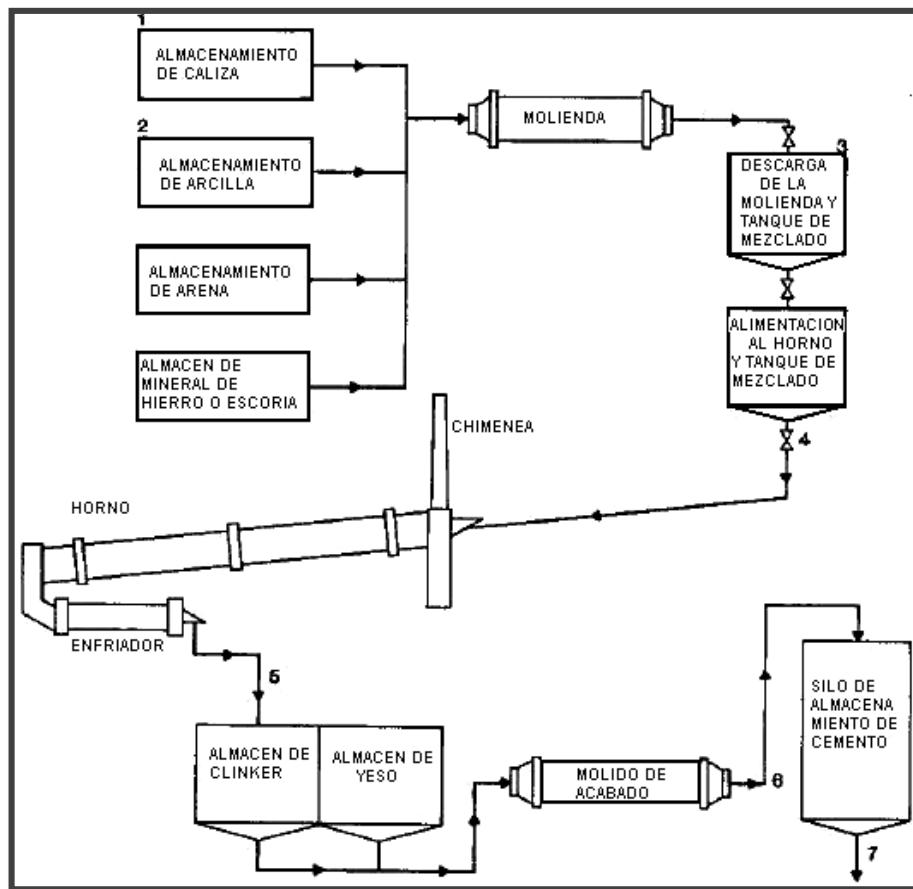 1
ALMACENAMIENTO
DE CALIZA
2
ALMACENAMIENTO
DE ARCILLA
ALMACENAMIENTO
DE ARENA
ALMACEN DE
MINERAL DE
HIERRO O ESCORIA
MOLIENDA
3
DESCARGA
DE LA
MOLIENDA Y
TANQUE DE
MEZCLADO
ALIMENTACION
AL HORNO
Y TANQUE DE
MEZCLADO
4
CHIMENEA
HORNO
ENFRIADOR
5
ALMACEN DE
CLINKER
ALMACEN DE
YESO
MOLIDO DE
ACABADO
6
SILO DE
ALMACENA
MIENTO DE
CEMENTO
7